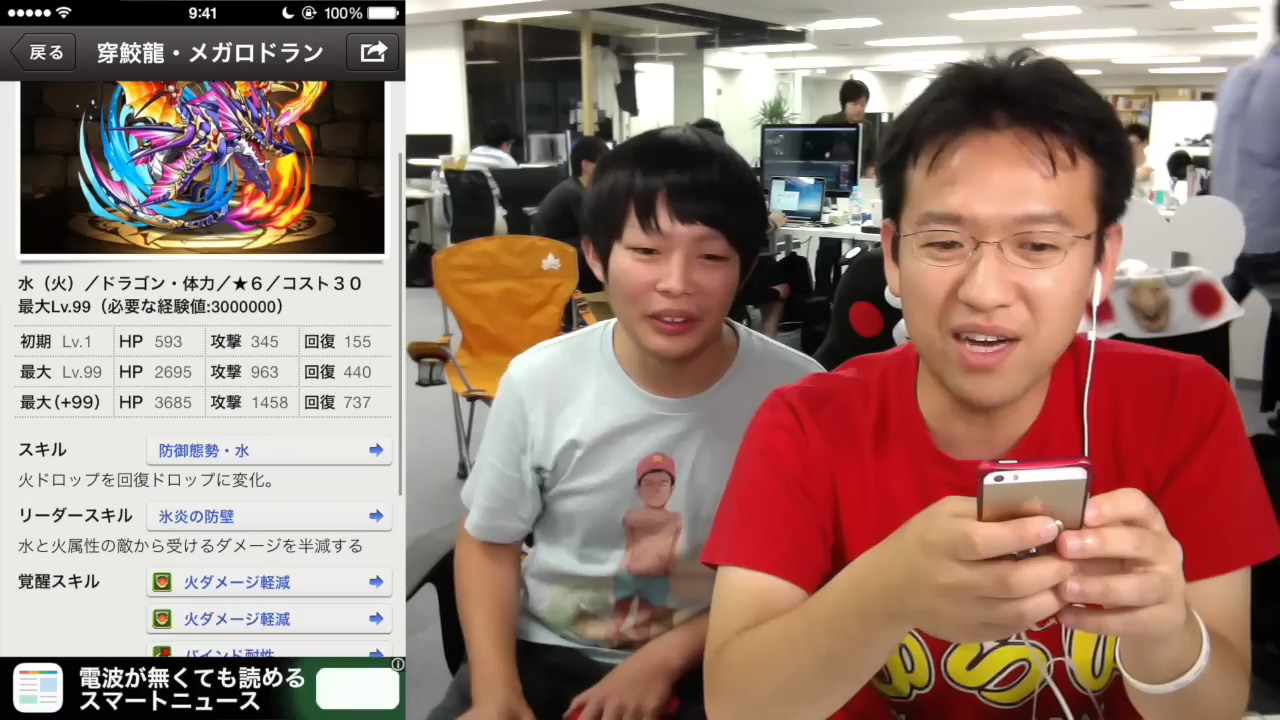 9:41
100%
戻る
穿鮫龍・メガロドラン
水（火）／ドラゴン・体力／★６／コスト３０
最大Lv.99（必要な経験値:3000000）
初期 Lv.1 HP 593 攻撃 345 回復 155
最大 Lv.99 HP 2695 攻撃 963 回復 440
最大(+99) HP 3685 攻撃 1458 回復 737
スキル 防御態勢・水
火ドロップを回復ドロップに変化。
リーダースキル 氷炎の防壁
水と火属性の敵から受けるダメージを半減する
覚醒スキル 火ダメージ軽減
火ダメージ軽減
バインド耐性
電波が無くても読める
スマートニュース